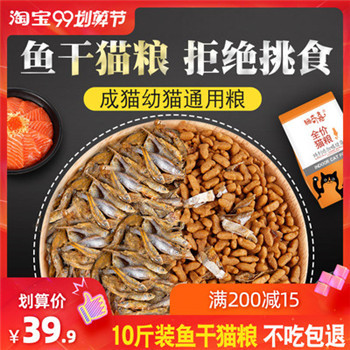 淘宝99划算节
鱼干猫粮 拒绝挑食
成猫幼猫通用粮
全价
猫粮
INDOOR CAT
划算价
¥39.9
满200减15
10斤装鱼干猫粮 不吃包退